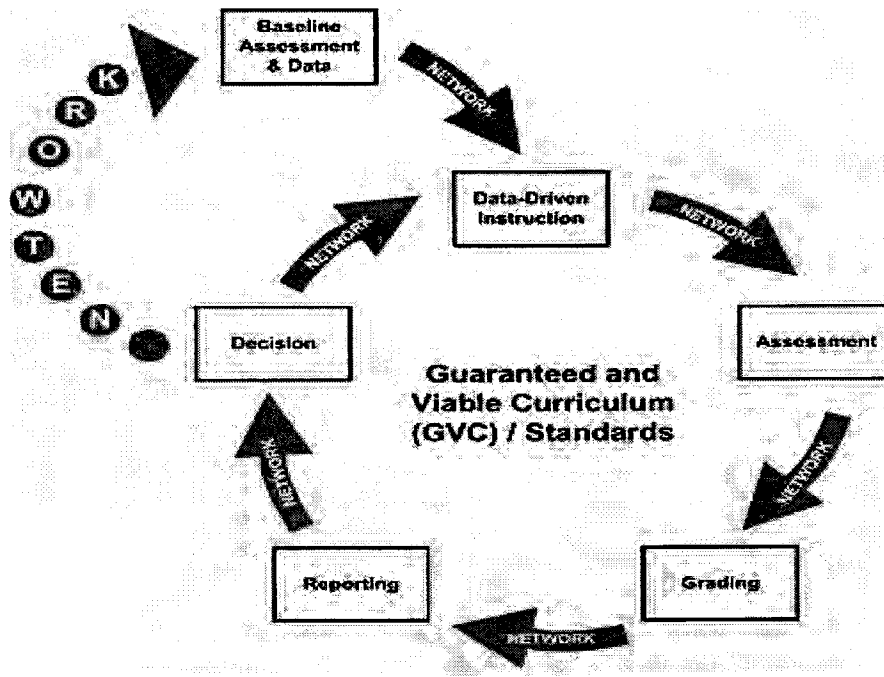 Baseline
Assessment
& Data
NETWORK
Data-Driven
Instruction
NETWORK
Assessment
NETWORK
Grading
NETWORK
Reporting
NETWORK
Decision
NETWORK
NETWORK
Guaranteed and
Viable Curriculum
(GVC) / Standards